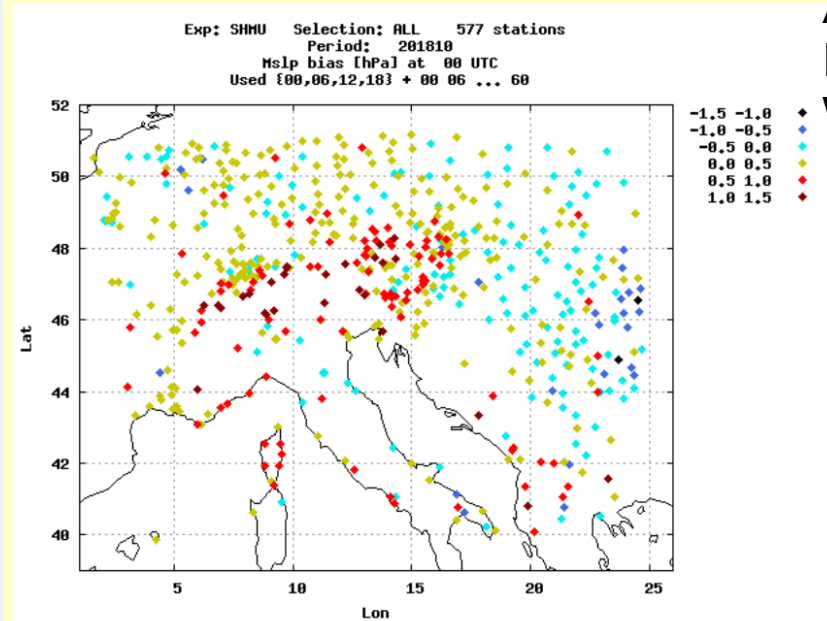 Exp: SHMU Selection: ALL 577 stations
Period: 201810
Mslp bias [hPa] at 00 UTC
Used {00,06,12,18} + 00 06 ... 60
-1.5 -1.0
-1.0 -0.5
-0.5 0.0
0.0 0.5
0.5 1.0
1.0 1.5
52
50
48
46
44
42
40
Lat
5 10 15 20 25
Lon